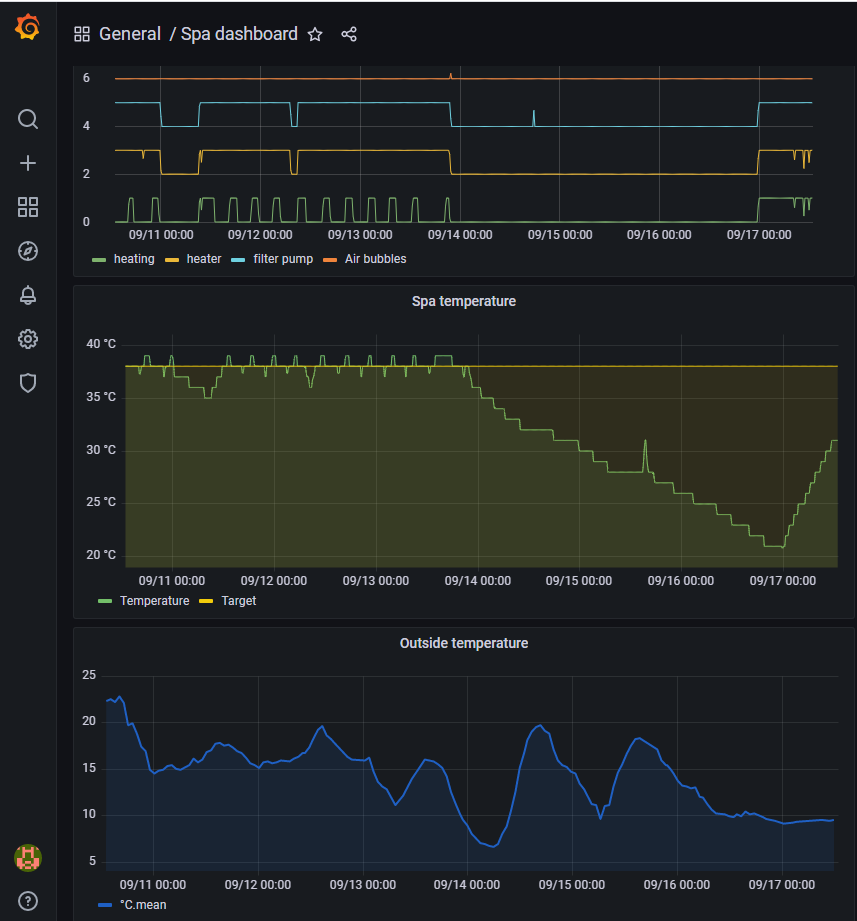 General / Spa dashboard
6
4
2
0
09/11 00:00 09/12 00:00 09/13 00:00 09/14 00:00 09/15 00:00 09/16 00:00 09/17 00:00
heating heater filter pump Air bubbles
Spa temperature
40 °C
35 °C
30 °C
25 °C
20 °C
09/11 00:00 09/12 00:00 09/13 00:00 09/14 00:00 09/15 00:00 09/16 00:00 09/17 00:00
Temperature Target
Outside temperature
25
20
15
10
5
09/11 00:00 09/12 00:00 09/13 00:00 09/14 00:00 09/15 00:00 09/16 00:00 09/17 00:00
°C.mean